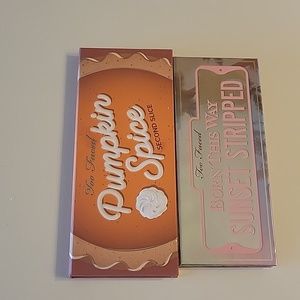 Too Faced
Pumpkin
Spice
SECOND SLICE
Too Faced
BORN THIS WAY
SUNSET STRIPPED